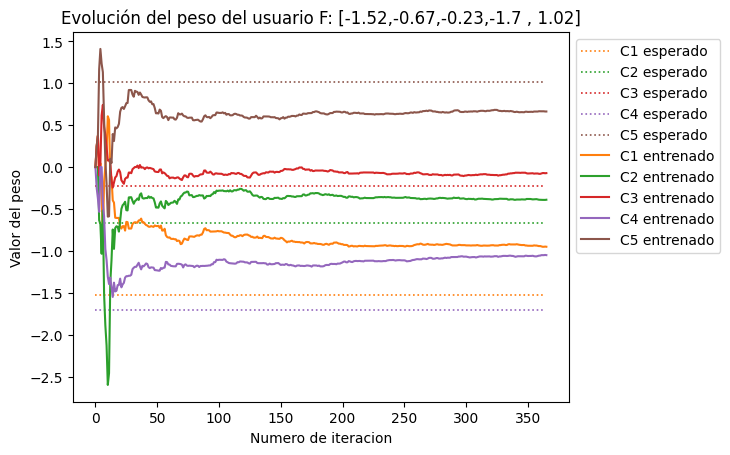 Evolución del peso del usuario F: [-1.52,-0.67,-0.23,-1.7 , 1.02]
1.5
1.0
0.5
0.0
−0.5
−1.0
−1.5
−2.0
−2.5
Valor del peso
0 50 100 150 200 250 300 350
Numero de iteracion
C1 esperado
C2 esperado
C3 esperado
C4 esperado
C5 esperado
C1 entrenado
C2 entrenado
C3 entrenado
C4 entrenado
C5 entrenado